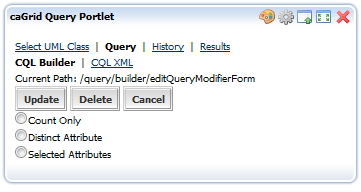 caGrid Query Portlet
Select UML Class | Query | History | Results
CQL Builder | CQL XML
Current Path: /query/builder/editQueryModifierForm
Update Delete Cancel
Count Only
Distinct Attribute
Selected Attributes